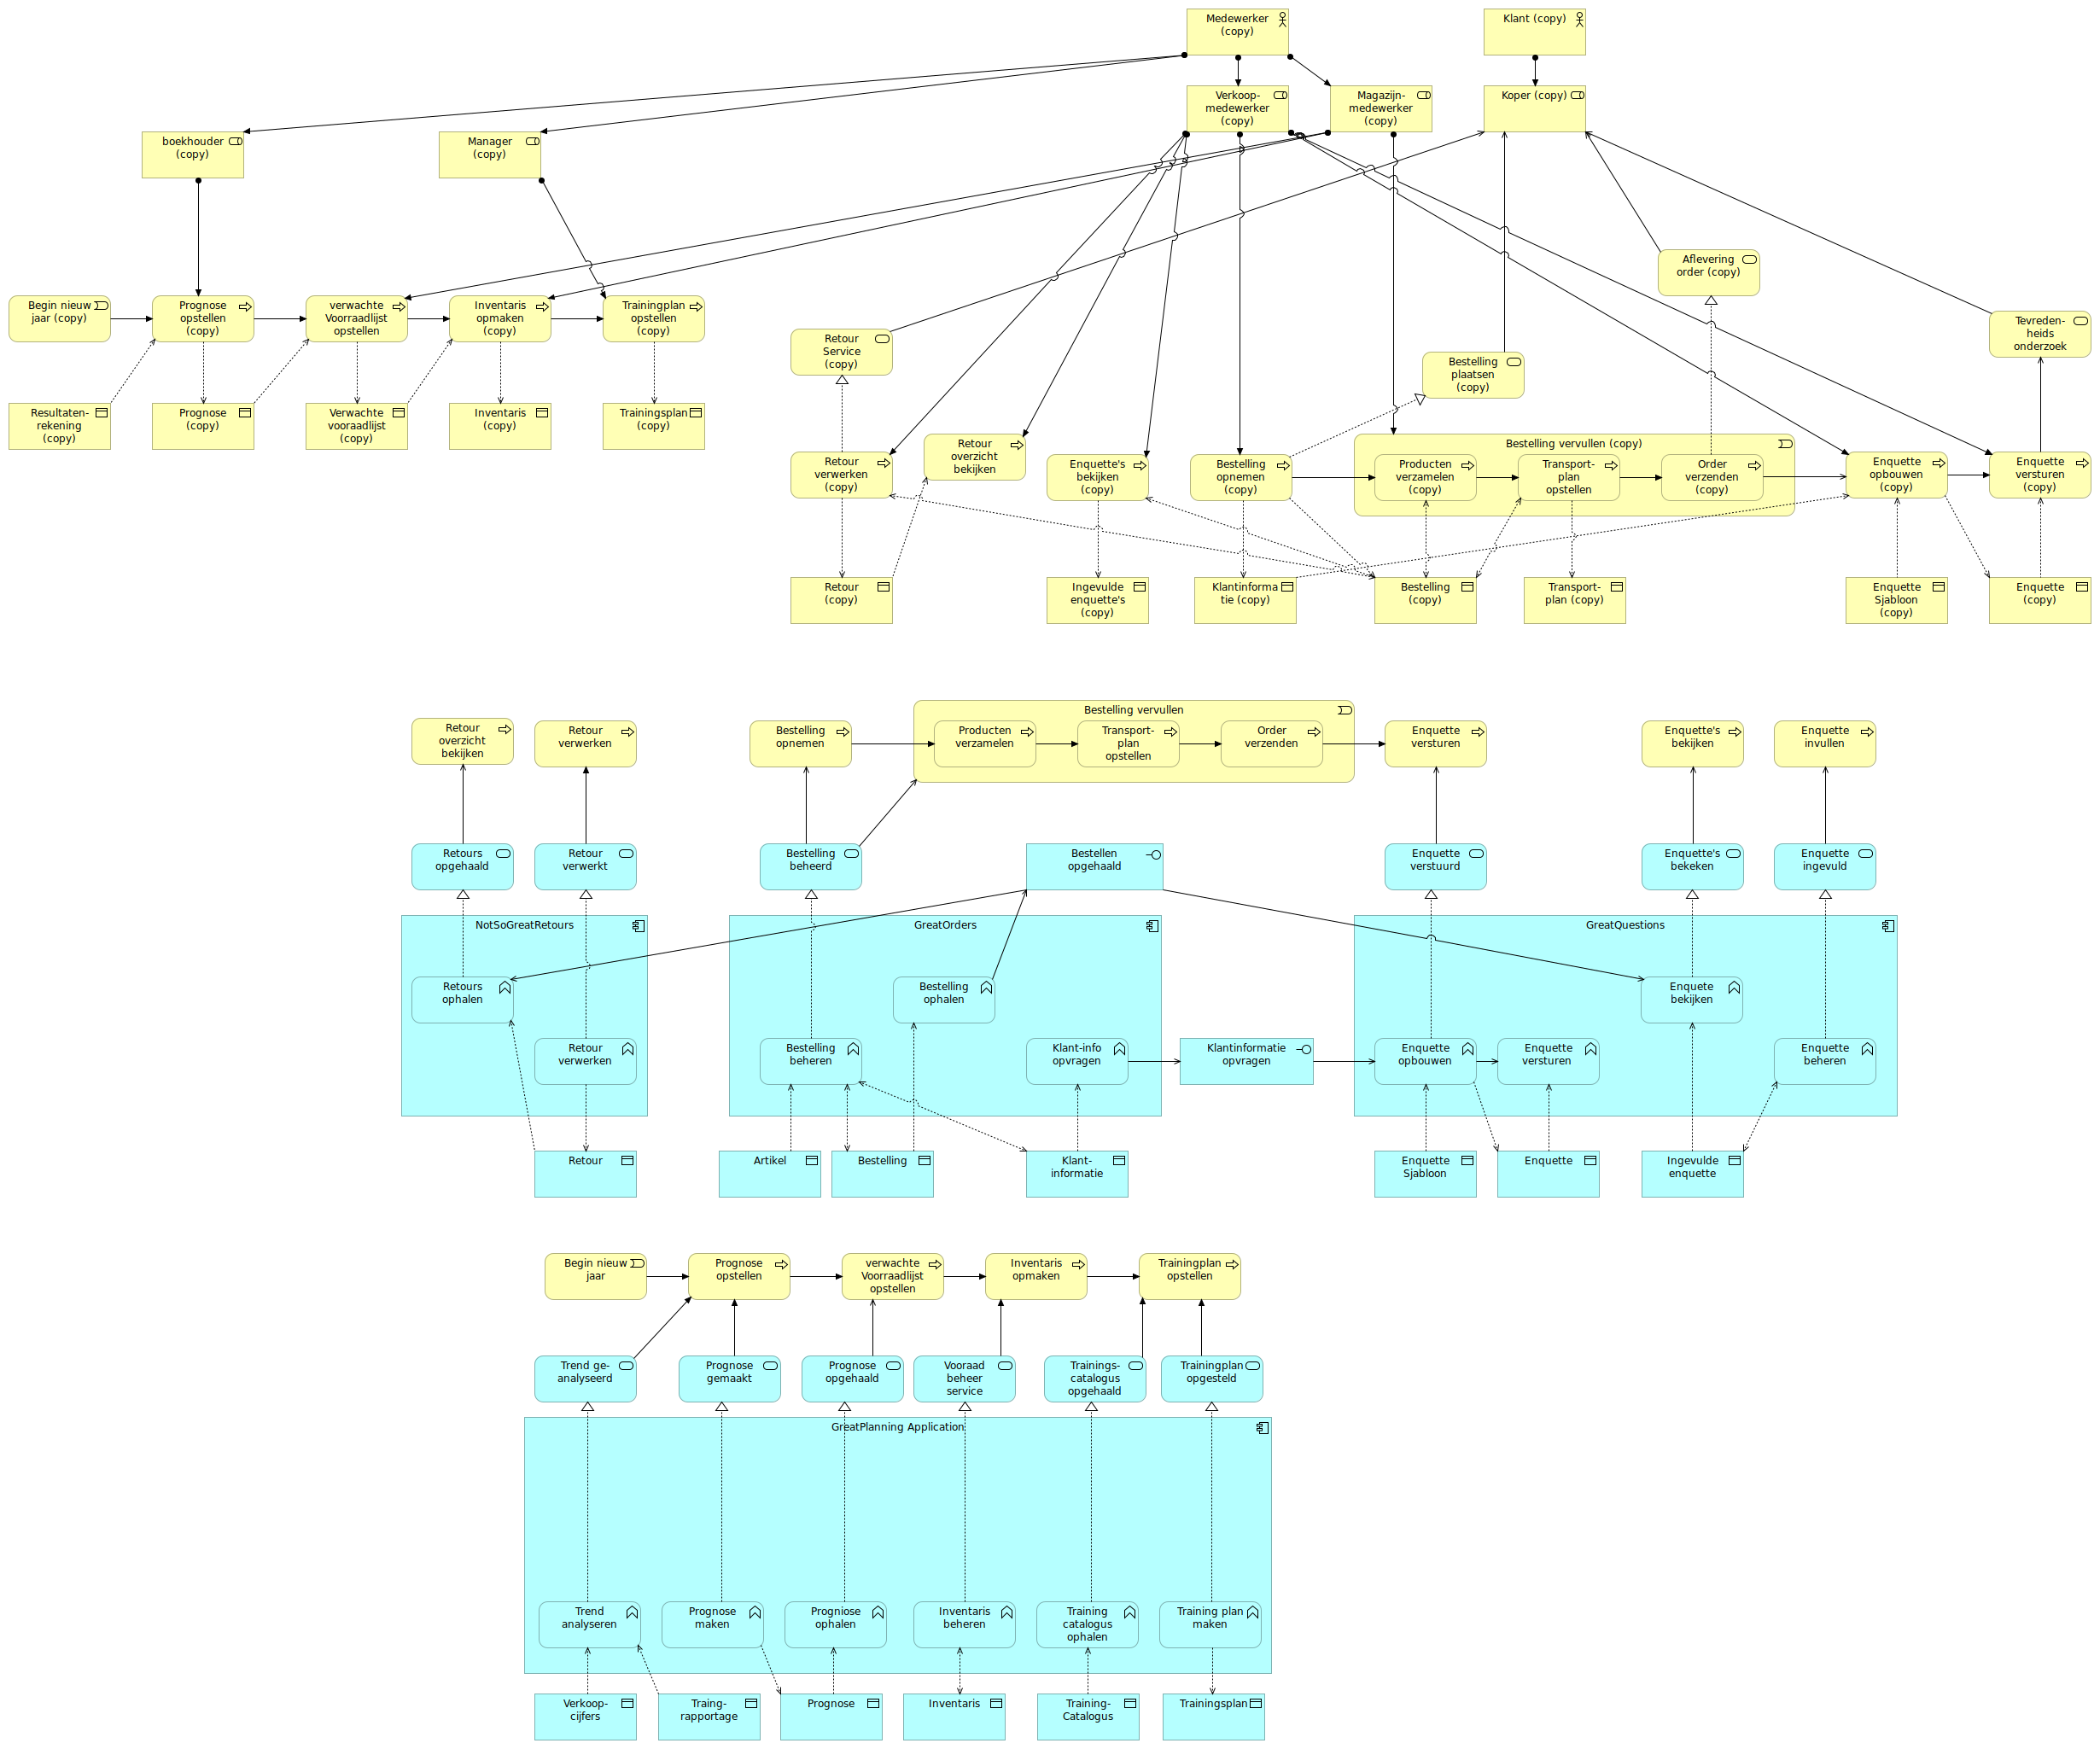 Medewerker
(copy)
Klant (copy)
Verkoop-
medewerker
(copy)
Magazijn-
medewerker
(copy)
Koper (copy)
boekhouder
(copy)
Manager
(copy)
Aflevering
order (copy)
Begin nieuw
jaar (copy)
Prognose
opstellen
(copy)
verwachte
Voorraadlijst
opstellen
Inventaris
opmaken
(copy)
Trainingplan
opstellen
(copy)
Retour
Service
(copy)
Bestelling
plaatsen
(copy)
Tevreden-
heids
onderzoek
Resultaten-
rekening
(copy)
Prognose
(copy)
Verwachte
vooraadlijst
(copy)
Inventaris
(copy)
Trainingsplan
(copy)
Retour
verwerken
(copy)
Retour
overzicht
bekijken
Enquette's
bekijken
(copy)
Bestelling
opnemen
(copy)
Bestelling vervullen (copy)
Producten
verzamelen
(copy)
Transport-
plan
opstellen
Order
verzenden
(copy)
Enquette
opbouwen
(copy)
Enquette
versturen
(copy)
Retour
(copy)
Ingevulde
enquette's
(copy)
Klantinforma
tie (copy)
Bestelling
(copy)
Transport-
plan (copy)
Enquette
Sjabloon
(copy)
Enquette
(copy)
Retour
overzicht
bekijken
Retour
verwerken
Bestelling
opnemen
Bestelling vervullen
Producten
verzamelen
Transport-
plan
opstellen
Order
verzenden
Enquette
versturen
Enquette's
bekijken
Enquette
invullen
Retours
opgehaald
Retour
verwerkt
Bestelling
beheerd
Bestellen
opgehaald
Enquette
verstuurd
Enquette's
bekeken
Enquette
ingevuld
NotSoGreatRetours
GreatOrders
GreatQuestions
Retours
ophalen
Bestelling
ophalen
Enquete
bekijken
Retour
verwerken
Bestelling
beheren
Klant-info
opvragen
Klantinformatie
opvragen
Enquette
opbouwen
Enquette
versturen
Enquette
beheren
Retour
Artikel
Bestelling
Klant-
informatie
Enquette
Sjabloon
Enquette
Ingevulde
enquette
Begin nieuw
jaar
Prognose
opstellen
verwachte
Voorraadlijst
opstellen
Inventaris
opmaken
Trainingplan
opstellen
Trend ge-
analyseerd
Prognose
gemaakt
Prognose
opgehaald
Vooraad
beheer
service
Trainings-
catalogus
opgehaald
Trainingplan
opgesteld
GreatPlanning Application
Trend
analyseren
Prognose
maken
Progniose
ophalen
Inventaris
beheren
Training
catalogus
ophalen
Training plan
maken
Verkoop-
cijfers
Traing-
rapportage
Prognose
Inventaris
Training-
Catalogus
Trainingsplan